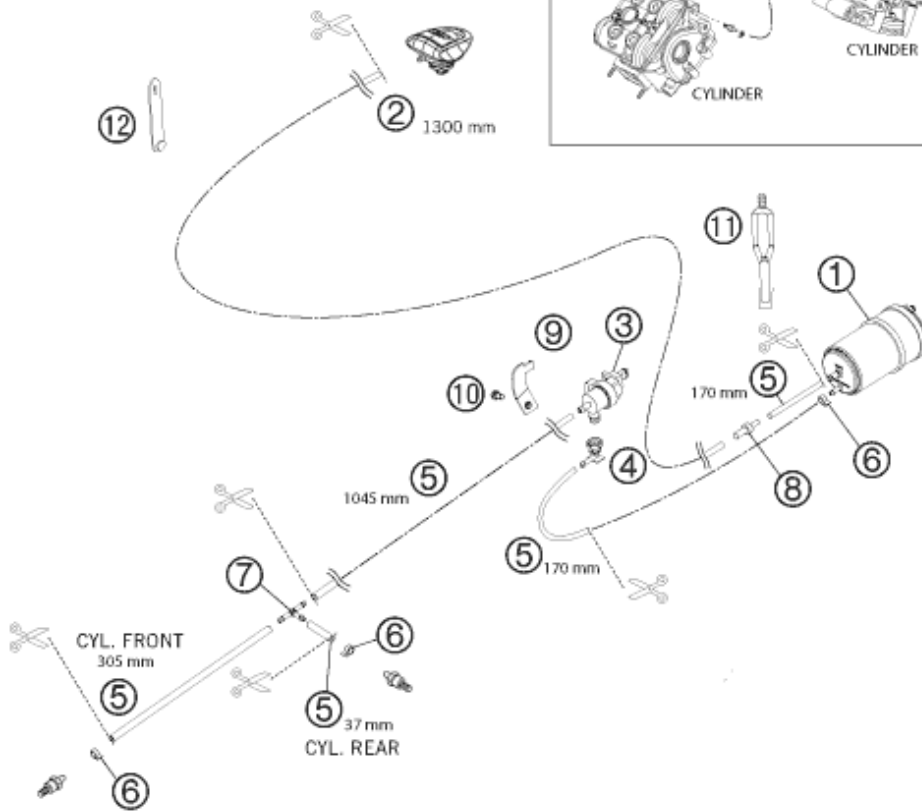 CYLINDER
CYLINDER
2
1300 mm
12
11
1
9
3
10
170 mm 5
5
1045 mm
4
8
6
5 170 mm
7
CYL. FRONT
305 mm
5
6
5 37 mm
CYL. REAR
6